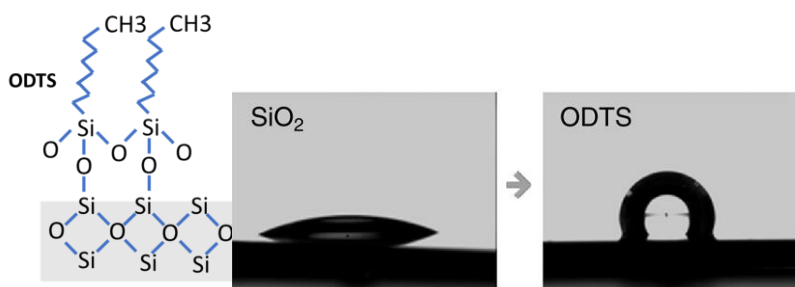 CH3 CH3
ODTS
Si Si
O O O
O O
Si Si Si
O O O O
Si Si Si
SiO₂
ODTS